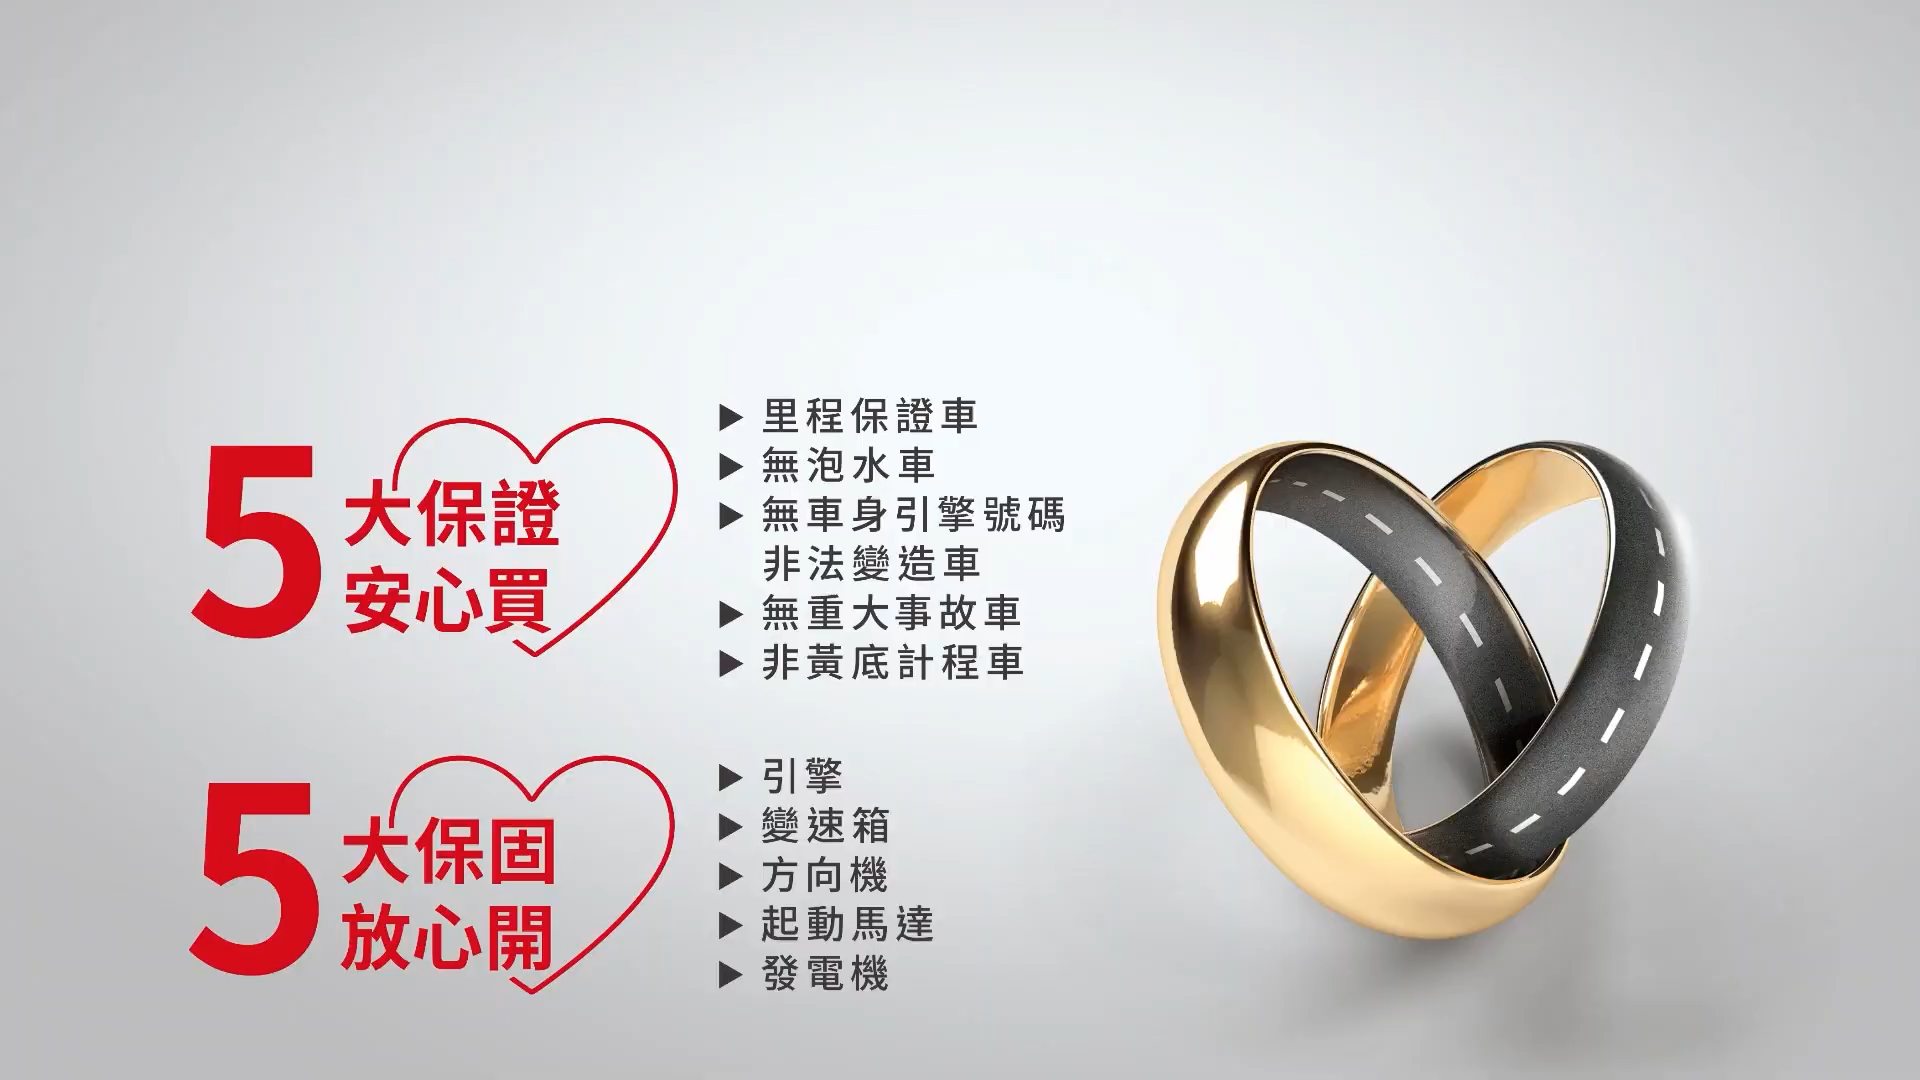 5大保證
安心買
▶ 里程保證車
▶ 無泡水車
▶ 無車身引擎號碼
非法變造車
▶ 無重大事故車
▶ 非黃底計程車
5大保固
放心開
▶ 引擎
▶ 變速箱
▶ 方向機
▶ 起動馬達
▶ 發電機